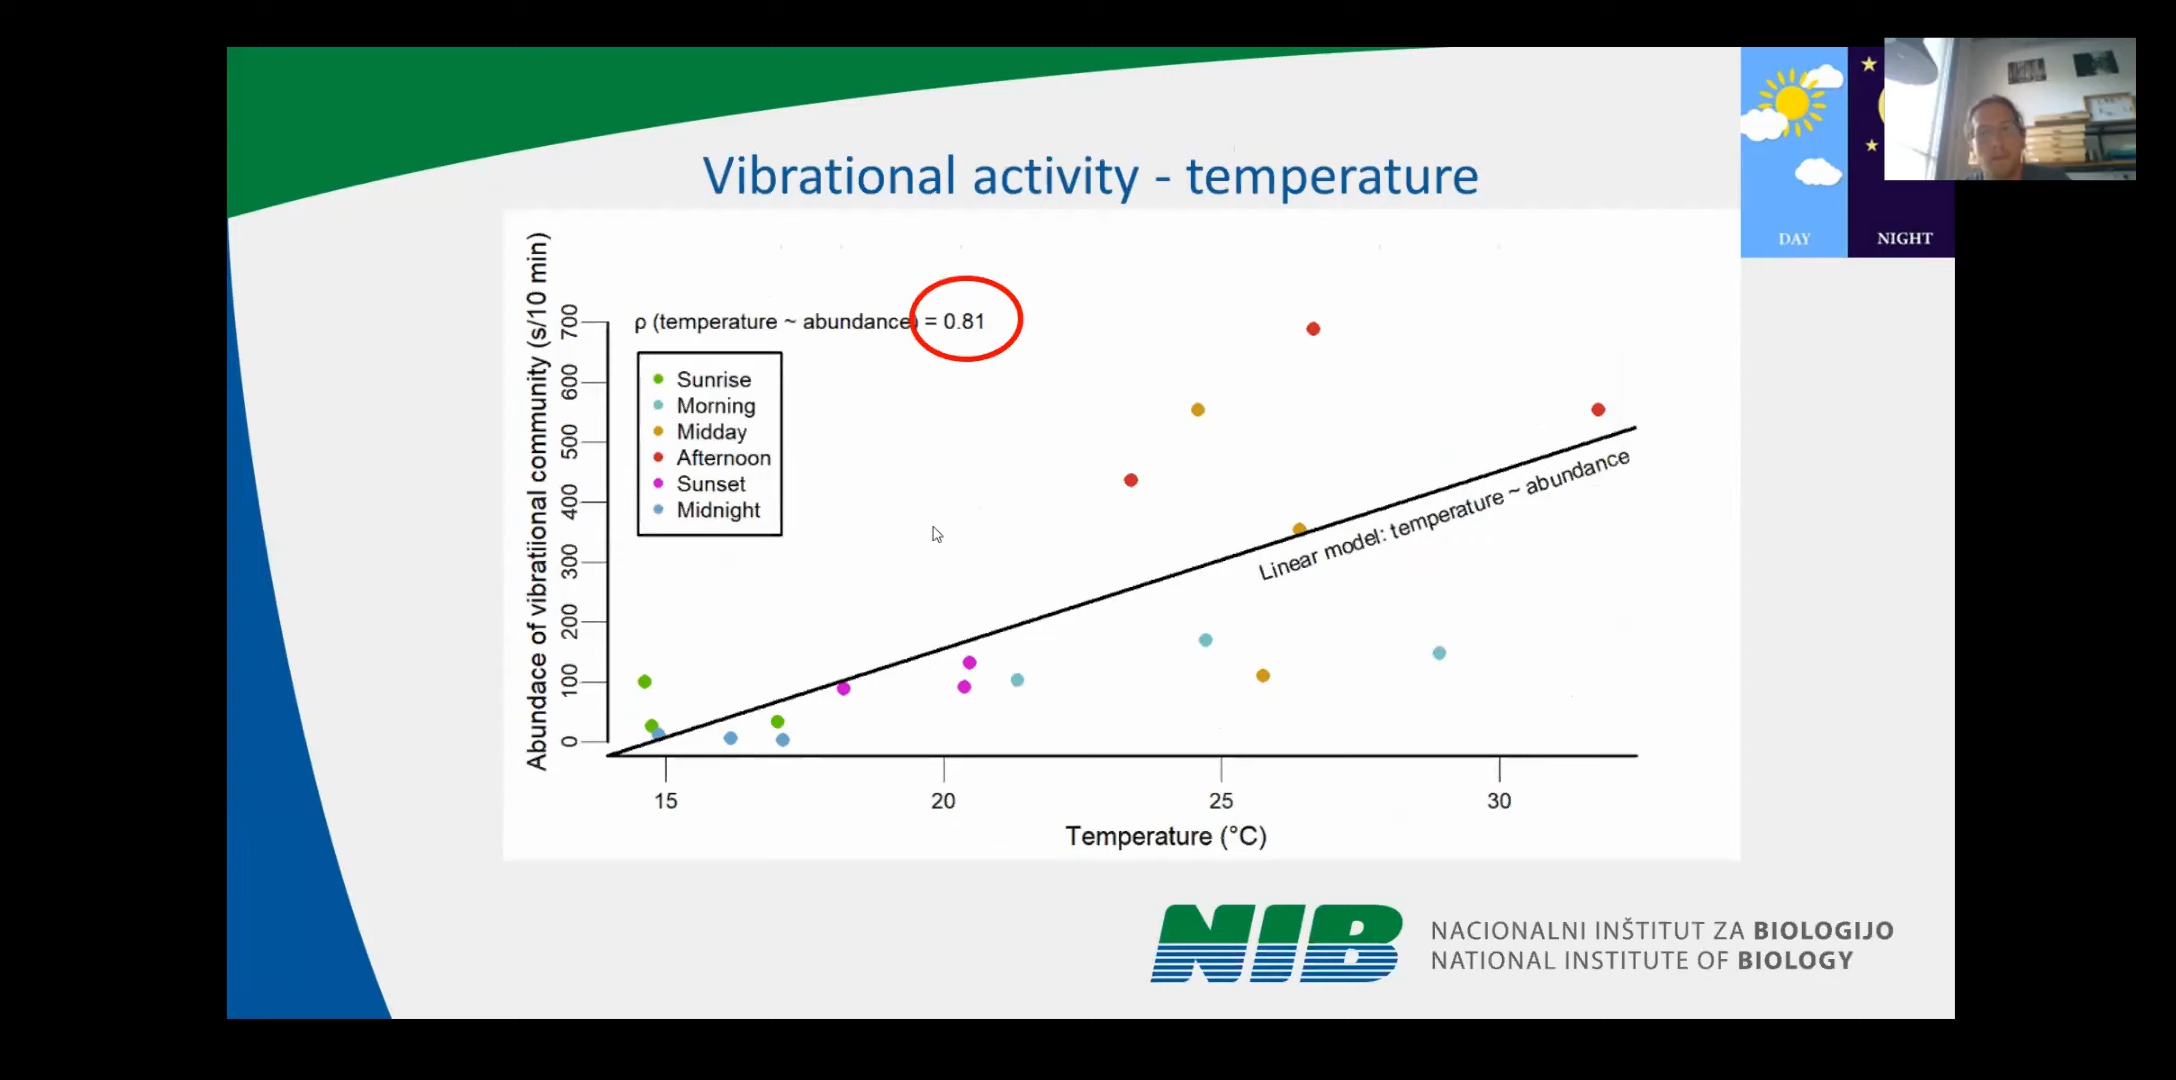 Vibrational activity - temperature
DAY
NIGHT
Abundace of vibratiional community (s/10 min)
700
600
500
400
300
200
100
0
ρ (temperature ~ abundance) = 0.81
Sunrise
Morning
Midday
Afternoon
Sunset
Midnight
Linear model: temperature ~ abundance
15
20
25
30
Temperature (°C)
NIB
NACIONALNI INŠTITUT ZA BIOLOGIJO
NATIONAL INSTITUTE OF BIOLOGY